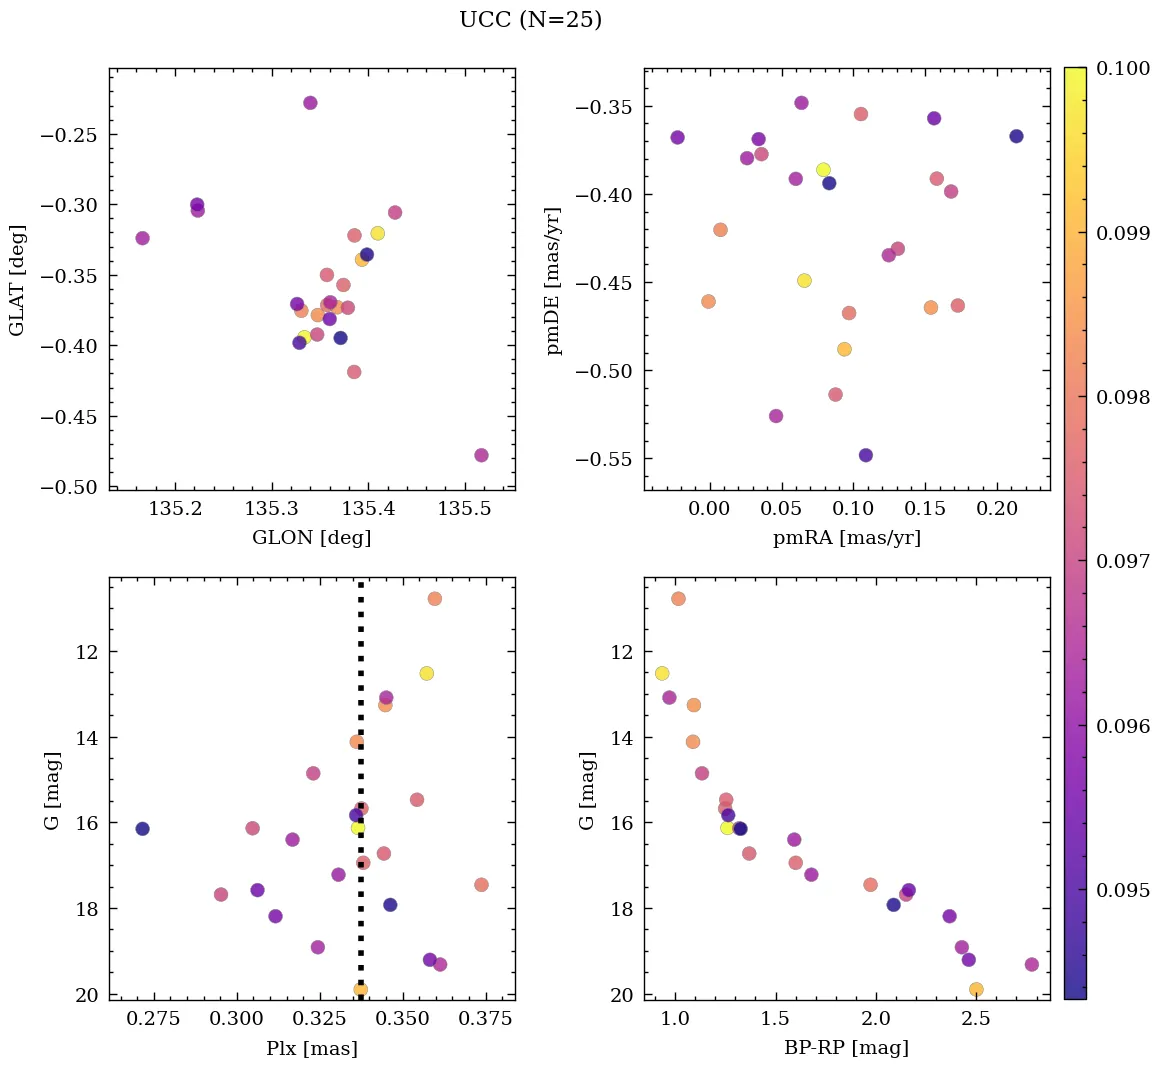 UCC (N=25)
−0.25
−0.30
−0.35
−0.40
−0.45
−0.50
GLAT [deg]
135.2 135.3 135.4 135.5
GLON [deg]
−0.35
−0.40
−0.45
−0.50
−0.55
pmDE [mas/yr]
0.00 0.05 0.10 0.15 0.20
pmRA [mas/yr]
0.100
0.099
0.098
0.097
0.096
0.095
12
14
16
18
20
G [mag]
0.275 0.300 0.325 0.350 0.375
Plx [mas]
12
14
16
18
20
G [mag]
1.0 1.5 2.0 2.5
BP-RP [mag]